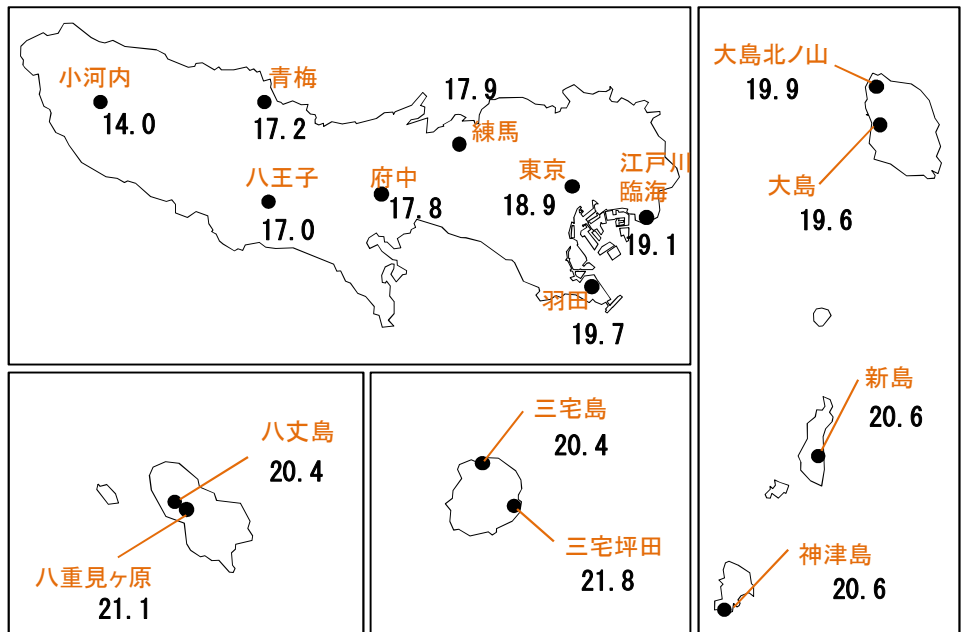 小河内
14.0
青梅
17.2
17.9
練馬
八王子
17.0
府中
17.8
東京
18.9
江戸川
臨海
19.1
羽田
19.7
大島北ノ山
19.9
大島
19.6
新島
20.6
神津島
20.6
八丈島
20.4
八重見ヶ原
21.1
三宅島
20.4
三宅坪田
21.8